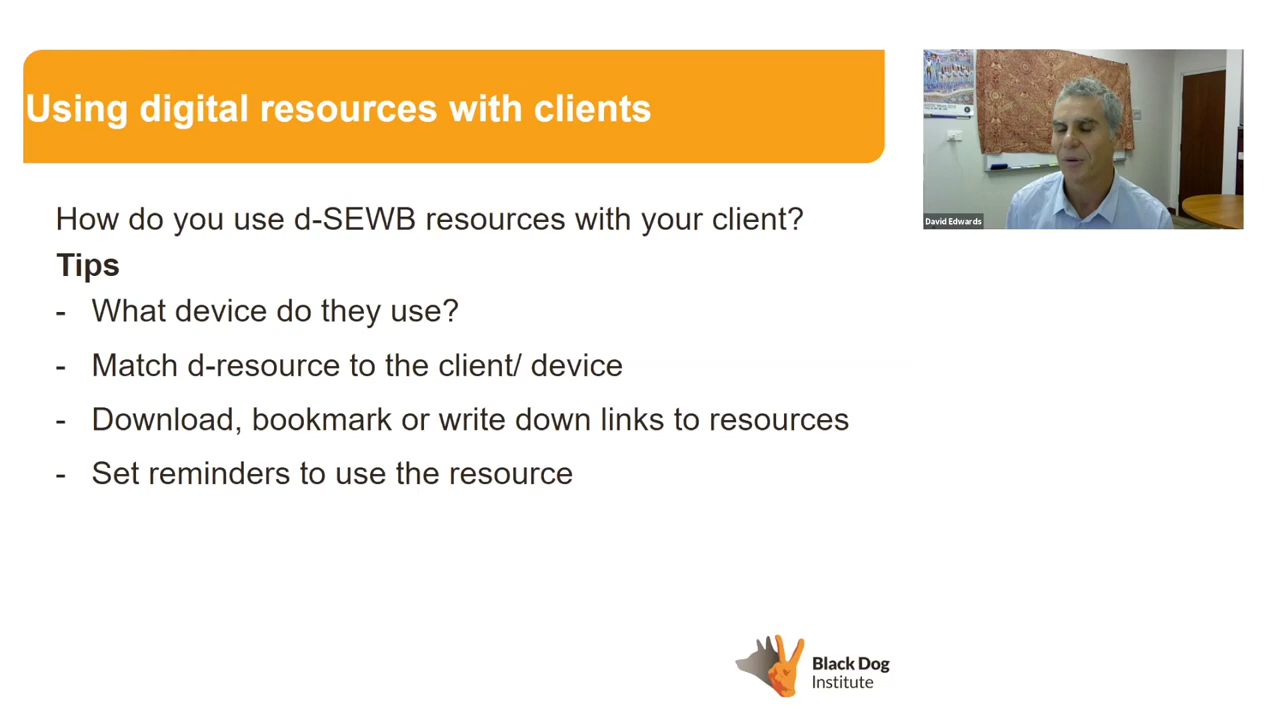 Using digital resources with clients
How do you use d-SEWB resources with your client?
Tips
- What device do they use?
- Match d-resource to the client/ device
- Download, bookmark or write down links to resources
- Set reminders to use the resource
David Edwards
Black Dog
Institute